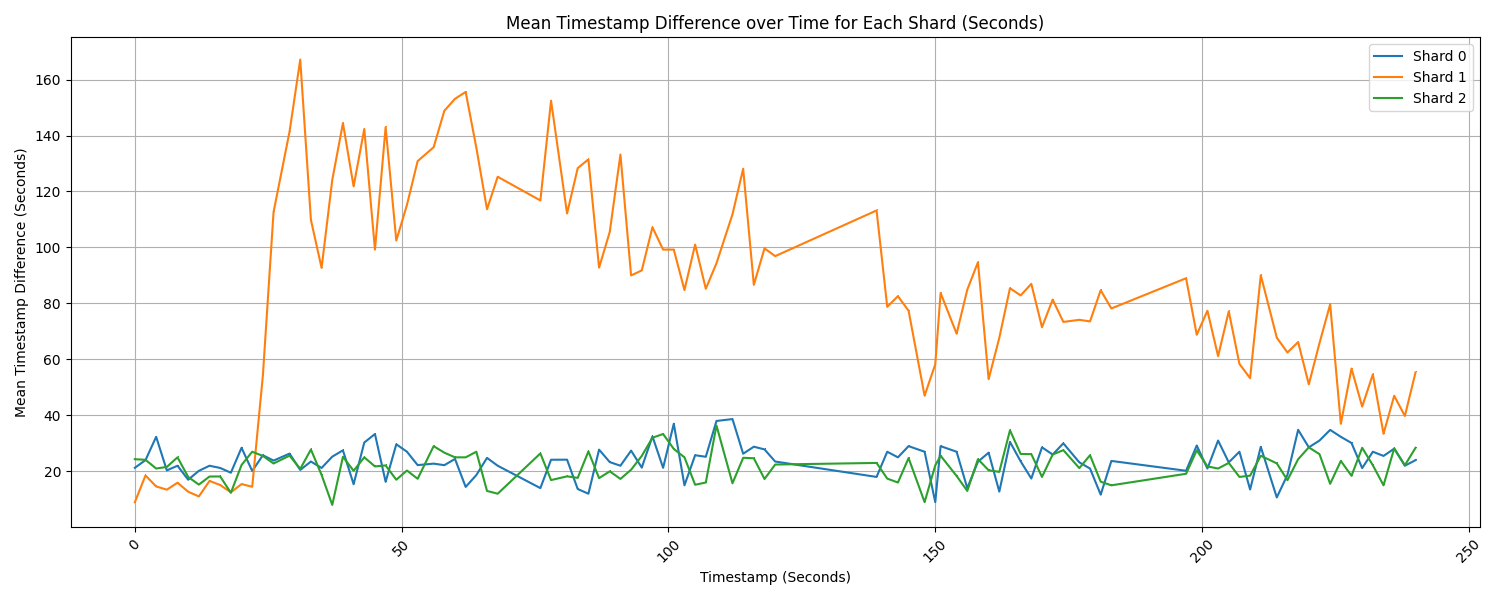 Mean Timestamp Difference over Time for Each Shard (Seconds)
Shard 0
Shard 1
Shard 2
Mean Timestamp Difference (Seconds)
160
140
120
100
80
60
40
20
0
50
100
150
200
250
Timestamp (Seconds)